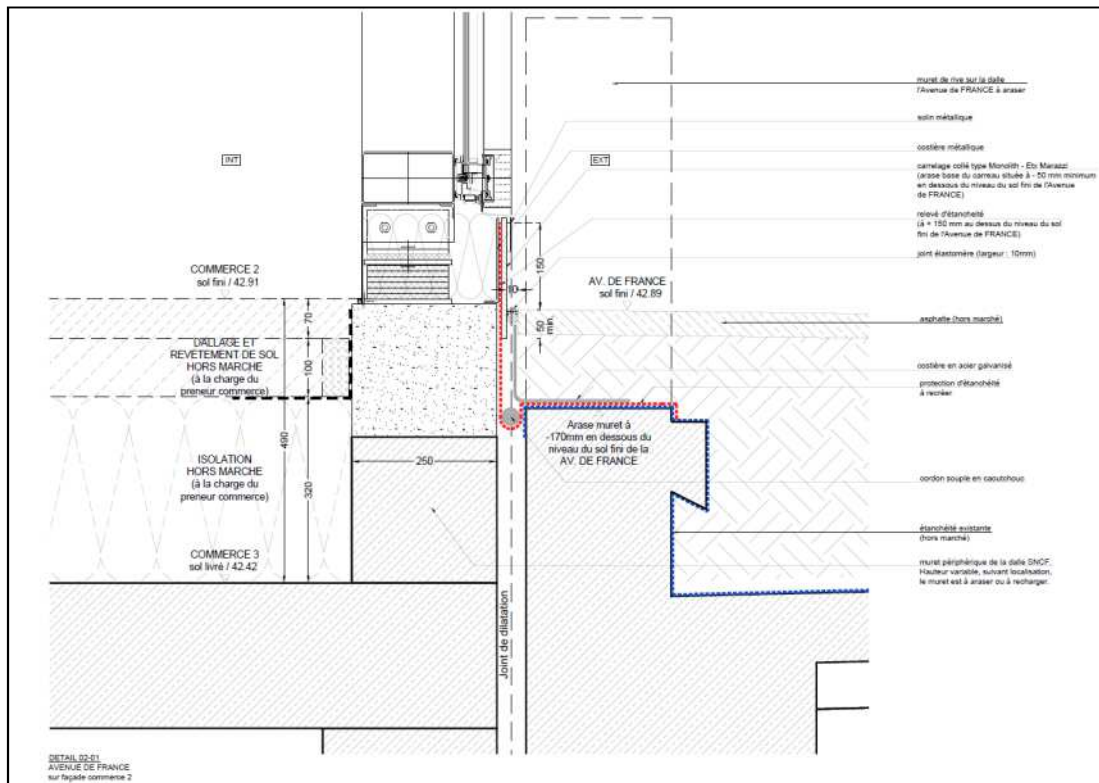 muret de rive sur la dalle
l'Avenue de FRANCE à araser
solin métallique
INT
costière métallique
EXT
carrelage collé type Monolith - Ets Marazzi
(arase base du carreau située à - 50 mm minimum
en dessous du niveau du sol fini de l'Avenue
de FRANCE)
relevé d'étanchéité
(à + 150 mm au dessus du niveau du sol
fini de l'Avenue de FRANCE)
joint élastomère (largeur : 10mm)
COMMERCE 2
sol fini / 42.91
150
10
AV. DE FRANCE
sol fini / 42.89
70
50
min.
asphalte (hors marché)
DALLAGE ET
REVETEMENT DE SOL
HORS MARCHE
(à la charge du
preneur commerce)
100
costière en acier galvanisé
protection d'étanchéité
à recréer
Arase muret à
-170mm en dessous du
niveau du sol fini de la
AV. DE FRANCE
490
250
ISOLATION
HORS MARCHE
(à la charge du
preneur commerce)
320
cordon souple en caoutchouc
étanchéité existante
(hors marché)
COMMERCE 3
sol livré / 42.42
muret périphérique de la dalle SNCF.
Hauteur variable, suivant localisation,
le muret est à araser ou à recharger.
Joint de dilatation
DETAIL 02-01
AVENUE DE FRANCE
sur façade commerce 2